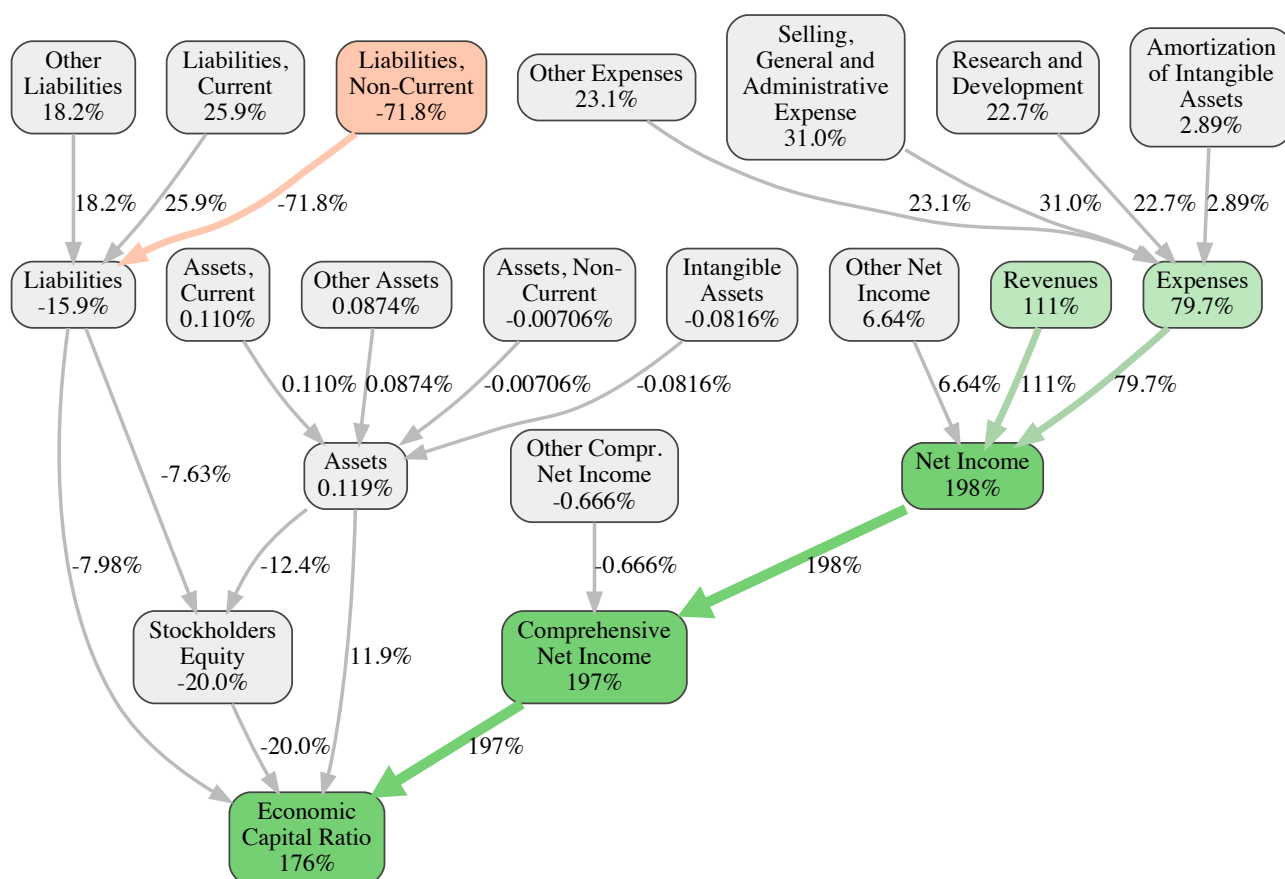 Other
Liabilities
18.2%
Liabilities,
Current
25.9%
Liabilities,
Non-Current
-71.8%
Other Expenses
23.1%
Selling,
General and
Administrative
Expense
31.0%
Research and
Development
22.7%
Amortization
of Intangible
Assets
2.89%
18.2%
25.9%
-71.8%
23.1%
31.0%
22.7%
2.89%
Liabilities
-15.9%
Assets,
Current
0.110%
Other Assets
0.0874%
Assets, Non-
Current
-0.00706%
Intangible
Assets
-0.0816%
Other Net
Income
6.64%
Revenues
111%
Expenses
79.7%
0.110%
0.0874%
-0.00706%
-0.0816%
6.64%
111%
79.7%
-7.63%
Assets
0.119%
Other Compr.
Net Income
-0.666%
Net Income
198%
-7.98%
-12.4%
-0.666%
198%
Stockholders
Equity
-20.0%
11.9%
Comprehensive
Net Income
197%
-20.0%
197%
Economic
Capital Ratio
176%